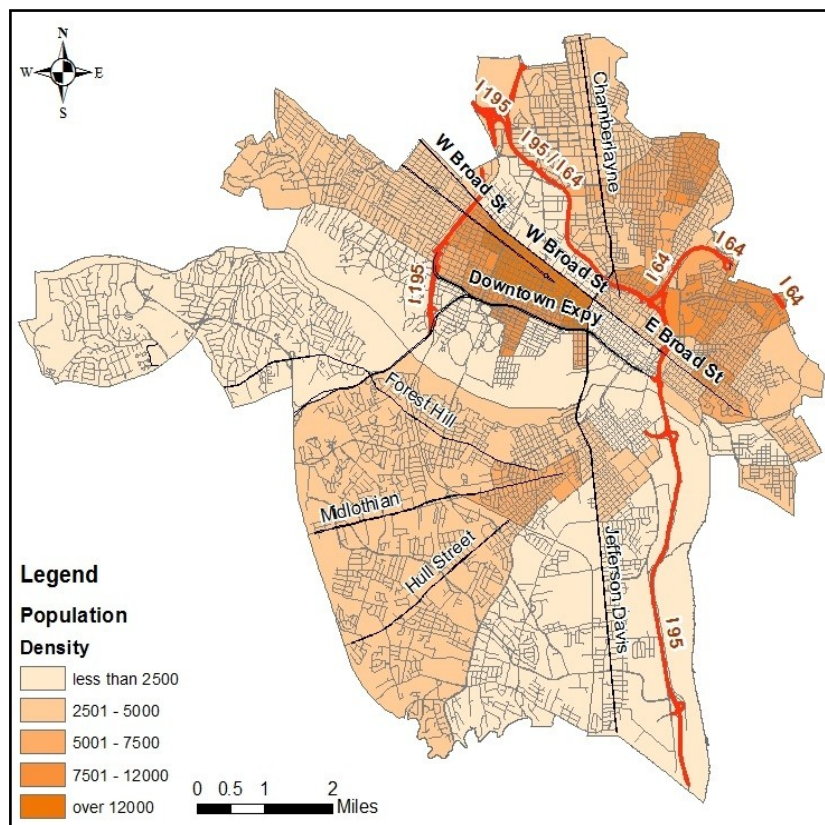 N
W E
S
I 195
I 95 / I 64
Chamberlayne
W Broad St
W Broad St
I 64
I 64
I 64
I 195
Downtown Expy
E Broad St
Forest Hill
Midlothian
Hull Street
Jefferson Davis
I 95
Legend
Population
Density
less than 2500
2501 - 5000
5001 - 7500
7501 - 12000
over 12000
0 0.5 1 2
Miles